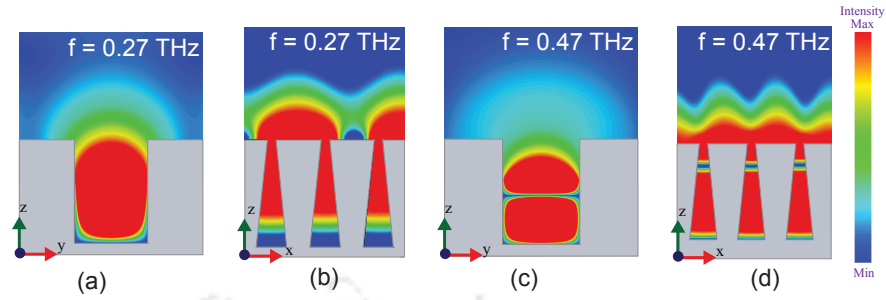 Intensity
Max
f = 0.27 THz
f = 0.27 THz
f = 0.47 THz
f = 0.47 THz
z
y
z
x
z
y
z
x
Min
(a)
(b)
(c)
(d)